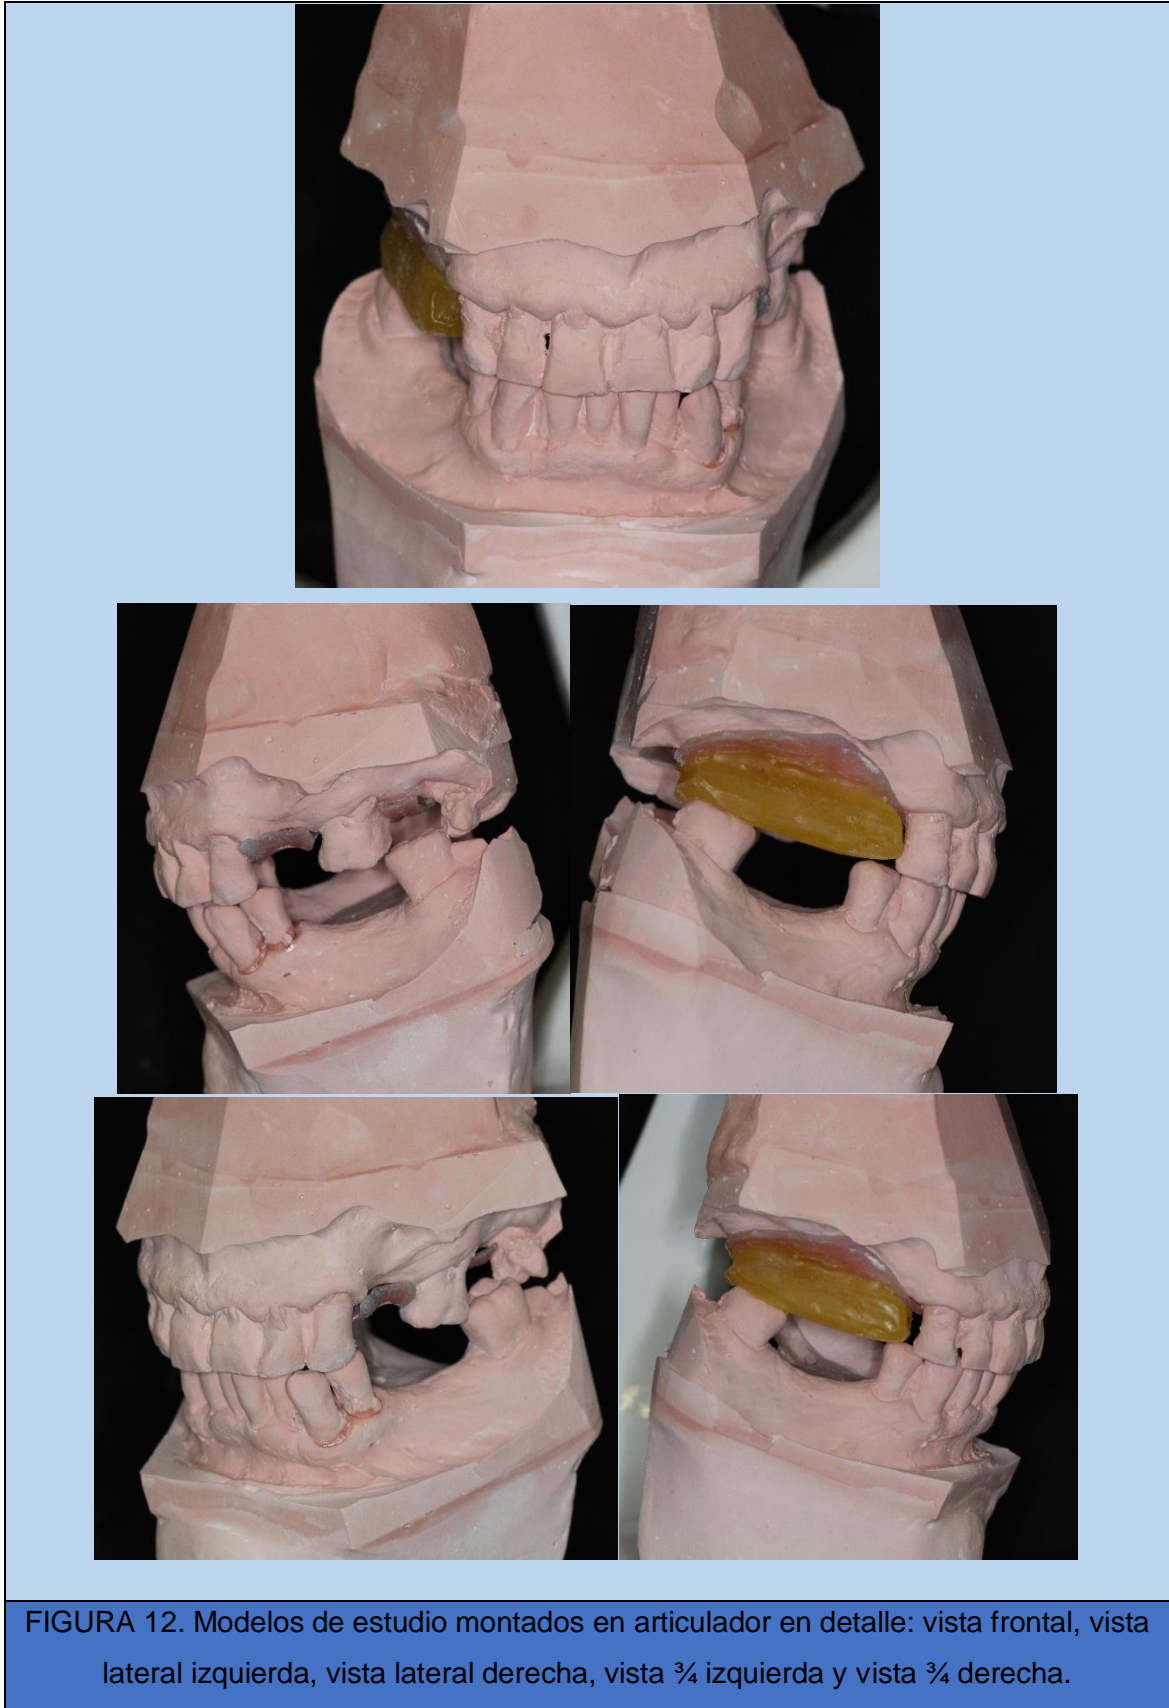 FIGURA 12. Modelos de estudio montados en articulador en detalle: vista frontal, vista
lateral izquierda, vista lateral derecha, vista ¾ izquierda y vista ¾ derecha.